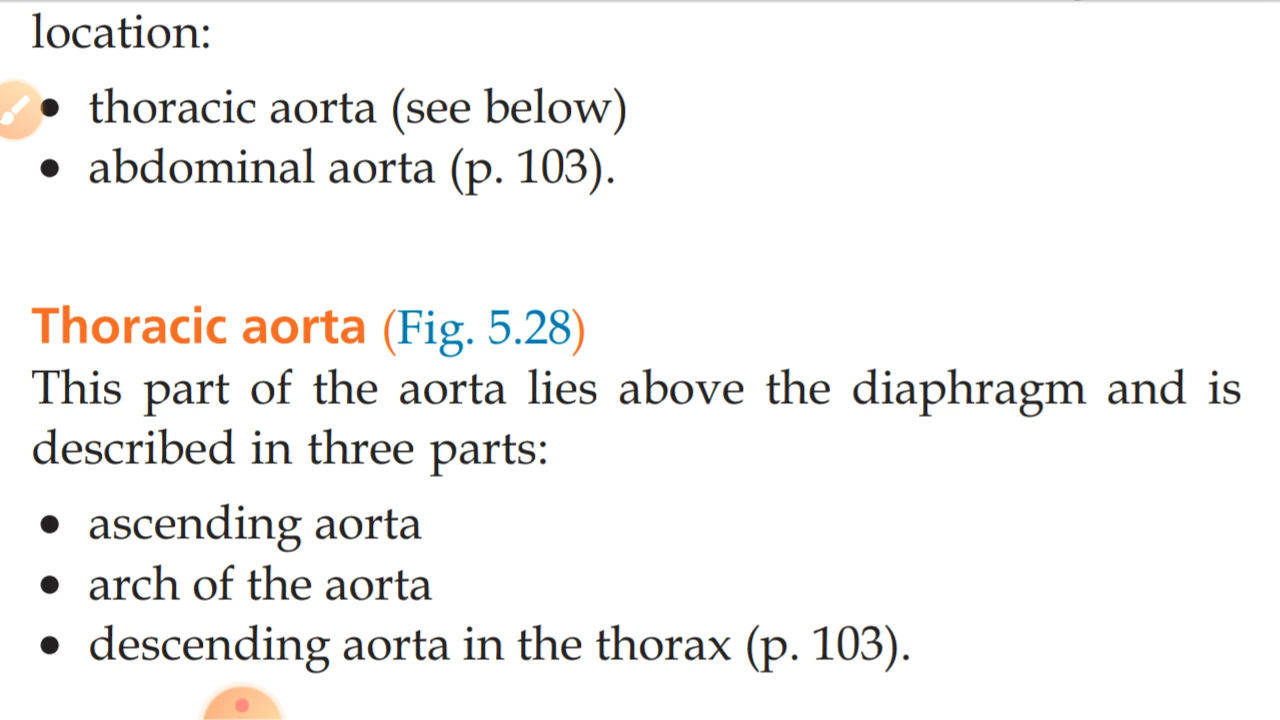 location:
• thoracic aorta (see below)
• abdominal aorta (p. 103).
Thoracic aorta (Fig. 5.28)
This part of the aorta lies above the diaphragm and is
described in three parts:
• ascending aorta
• arch of the aorta
• descending aorta in the thorax (p. 103).